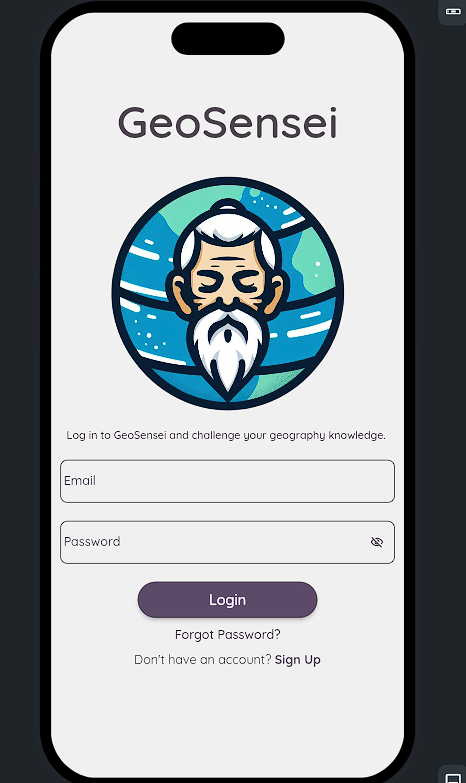 GeoSensei
Log in to GeoSensei and challenge your geography knowledge.
Email
Password
Login
Forgot Password?
Don't have an account? Sign Up